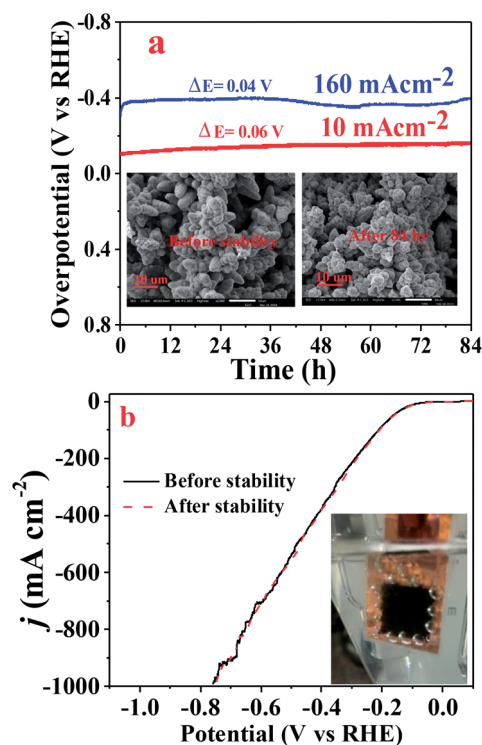 a
-0.8
-0.4
0.0
0.4
0.8
Overpotential (V vs RHE)
ΔE= 0.04 V
160 mAcm-2
ΔE= 0.06 V
10 mAcm-2
Before stability
10 um
After 84 hr
10 um
0 12 24 36 48 60 72 84
Time (h)
b
0
-200
-400
-600
-800
-1000
j (mA cm-2)
Before stability
After stability
-1.0 -0.8 -0.6 -0.4 -0.2 -0.0
Potential (V vs RHE)